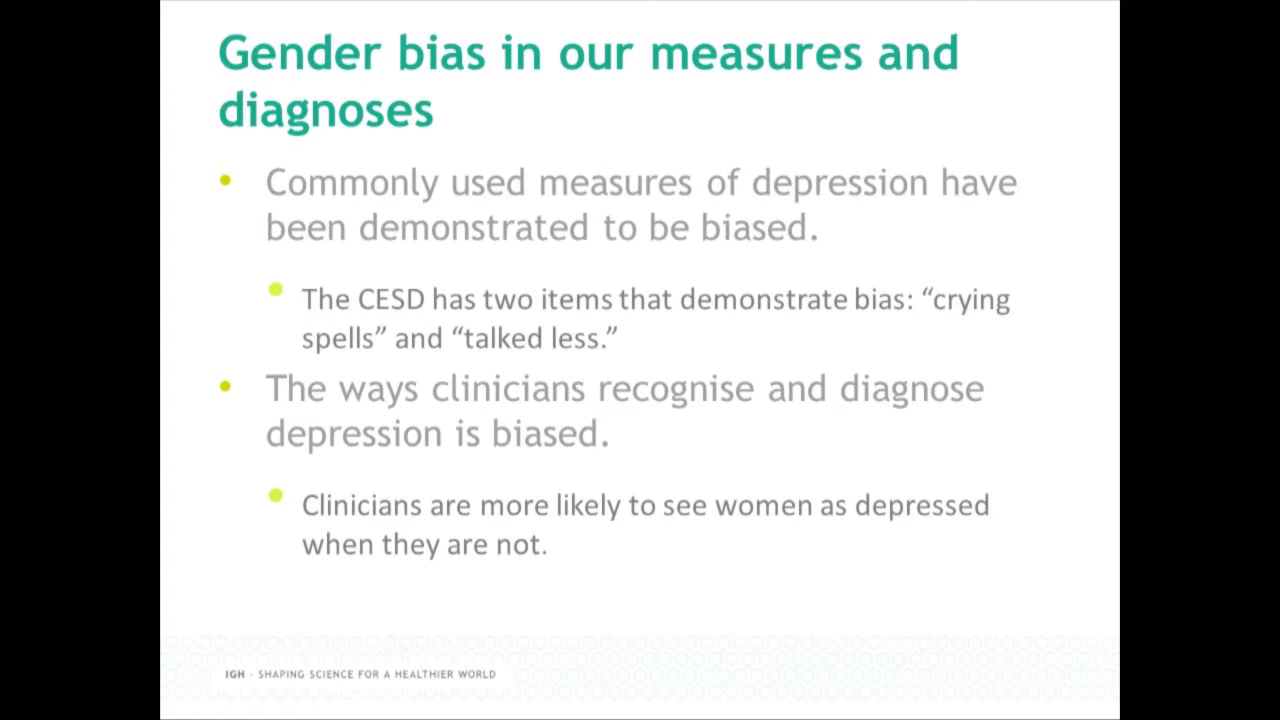 Gender bias in our measures and
diagnoses
• Commonly used measures of depression have
been demonstrated to be biased.
• The CESD has two items that demonstrate bias: “crying
spells” and “talked less.”
• The ways clinicians recognise and diagnose
depression is biased.
• Clinicians are more likely to see women as depressed
when they are not.
IGH - SHAPING SCIENCE FOR A HEALTHIER WORLD